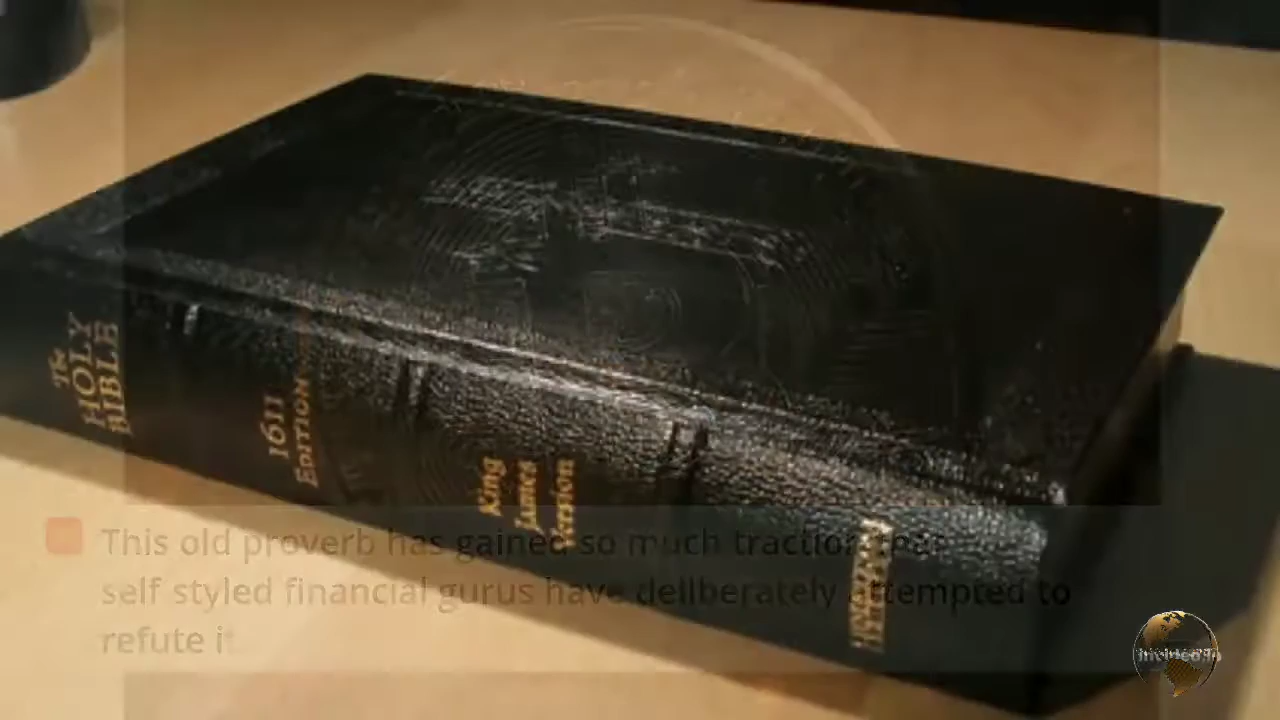 The
HOLY
BIBLE
1611
EDITION
King
James
Version
This old proverb has gained so much traction that
self styled financial gurus have deliberately attempted to
refute it.